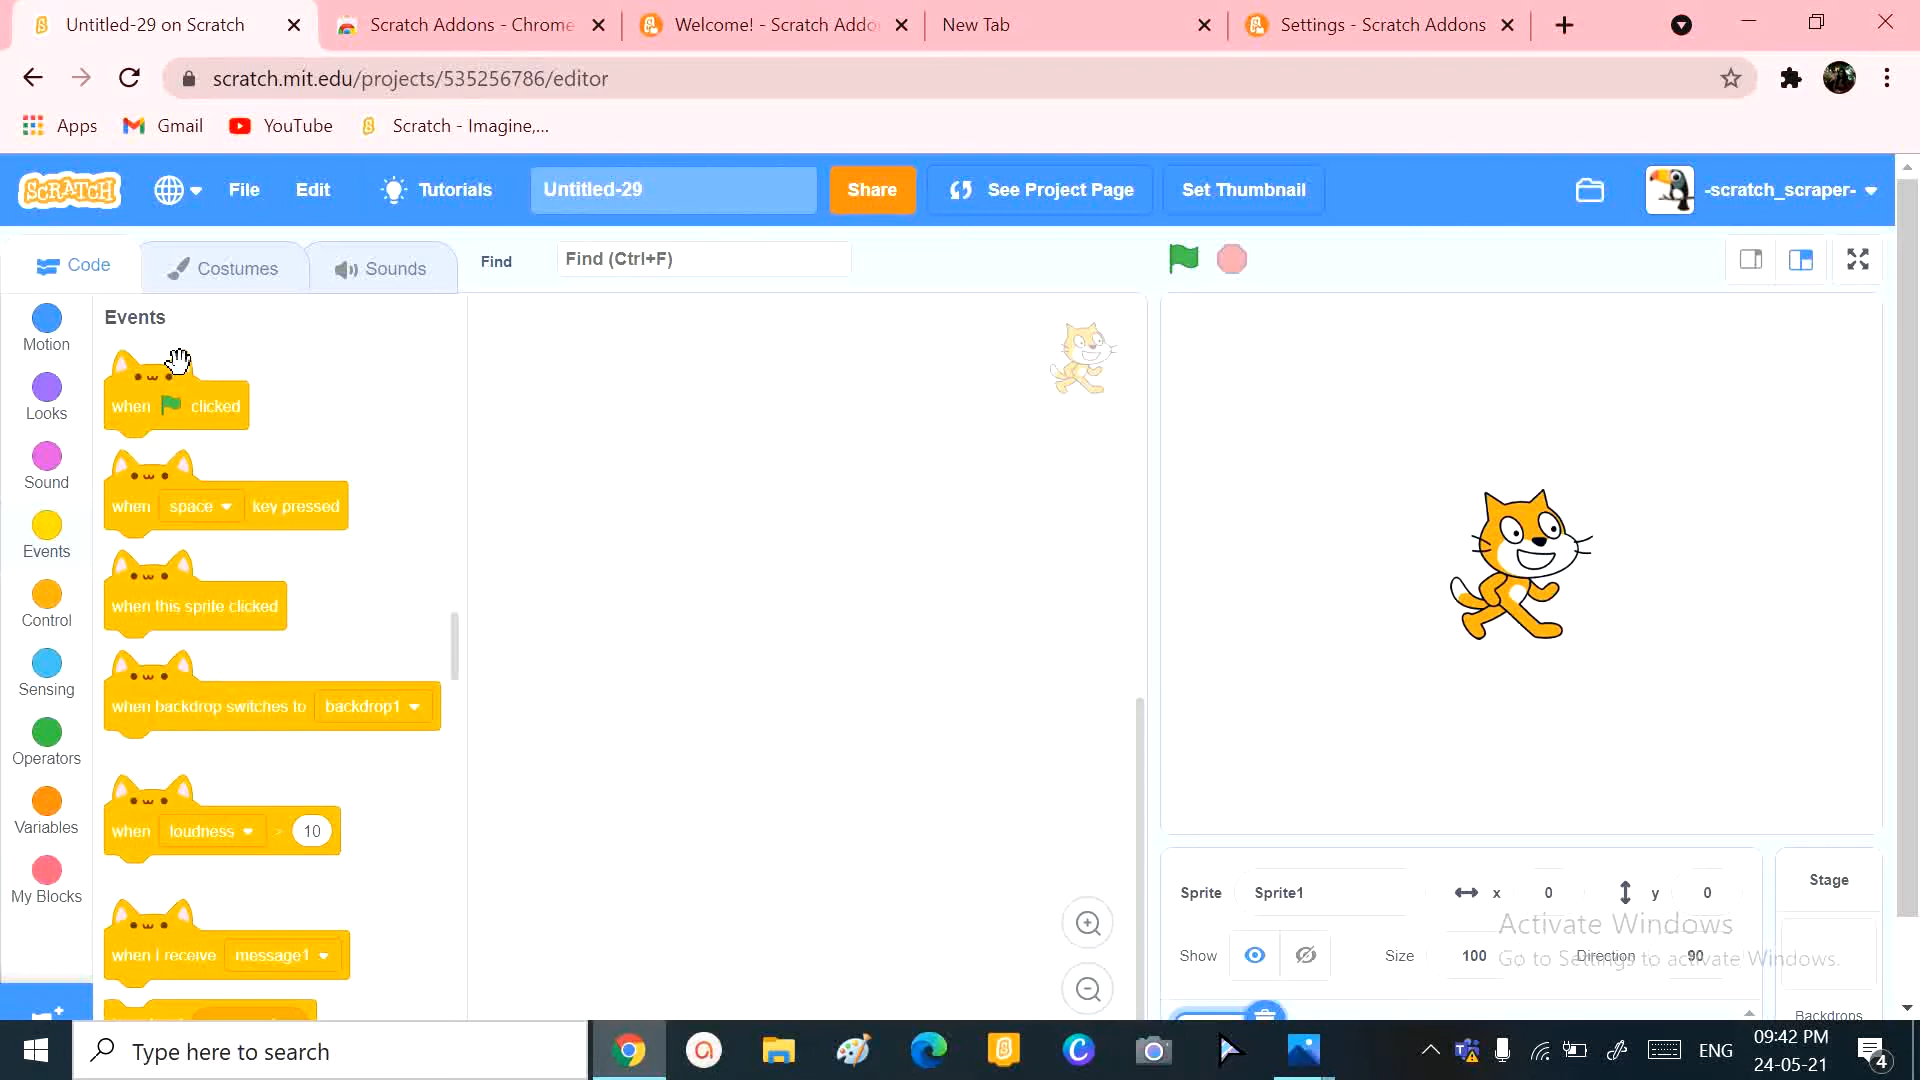 Untitled-29 on Scratch
Scratch Addons - Chrome
Welcome! - Scratch Addo
New Tab
Settings - Scratch Addons
scratch.mit.edu/projects/535256786/editor
Apps
Gmail
YouTube
Scratch - Imagine,...
SCRATCH
File
Edit
Tutorials
Untitled-29
Share
See Project Page
Set Thumbnail
-scratch_scraper-
Code
Costumes
Sounds
Find
Find (Ctrl+F)
Motion
Looks
Sound
Events
Control
Sensing
Operators
Variables
My Blocks
Events
when clicked
when space key pressed
when this sprite clicked
when backdrop switches to backdrop1
when loudness > 10
when I receive message1
Sprite
Sprite1
x 0
y 0
Show
Size 100
Direction 90
Stage
Backdrops
Activate Windows
Go to Settings to activate Windows.
Type here to search
ENG
09:42 PM
24-05-21
4